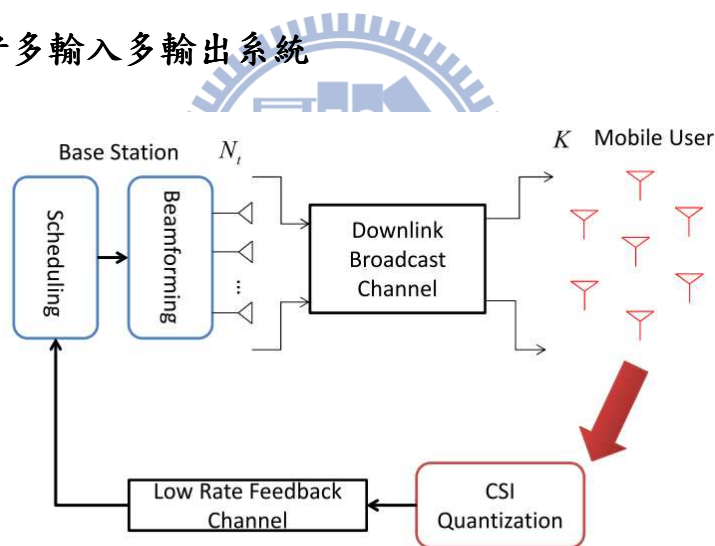 多輸入多輸出系統
Base Station
N_t
K
Mobile User
Scheduling
Beamforming
...
Downlink
Broadcast
Channel
Low Rate Feedback
Channel
CSI
Quantization